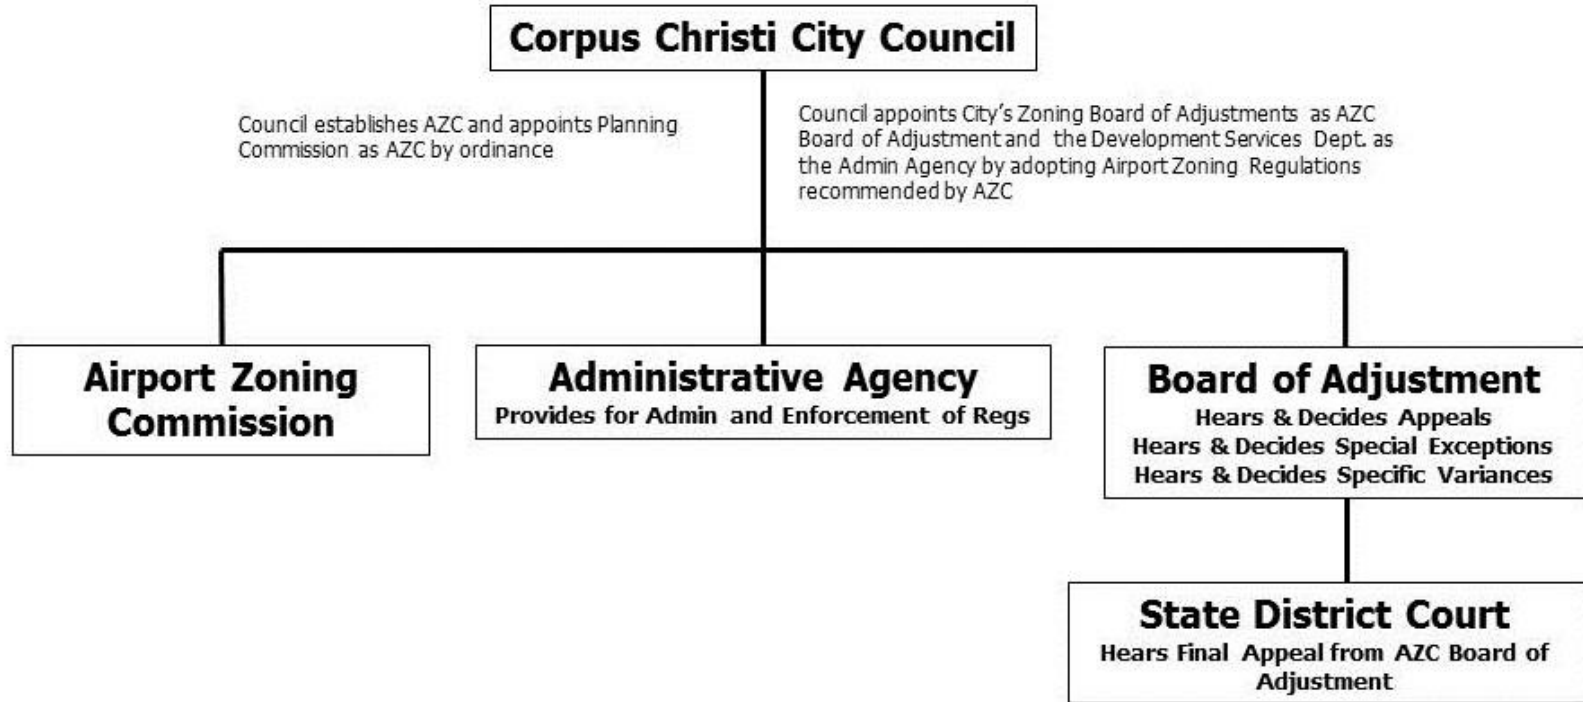 Corpus Christi City Council
Council establishes AZC and appoints Planning
Commission as AZC by ordinance
Council appoints City's Zoning Board of Adjustments as AZC
Board of Adjustment and the Development Services Dept. as
the Admin Agency by adopting Airport Zoning Regulations
recommended by AZC
Airport Zoning
Commission
Administrative Agency
Provides for Admin and Enforcement of Regs
Board of Adjustment
Hears & Decides Appeals
Hears & Decides Special Exceptions
Hears & Decides Specific Variances
State District Court
Hears Final Appeal from AZC Board of
Adjustment